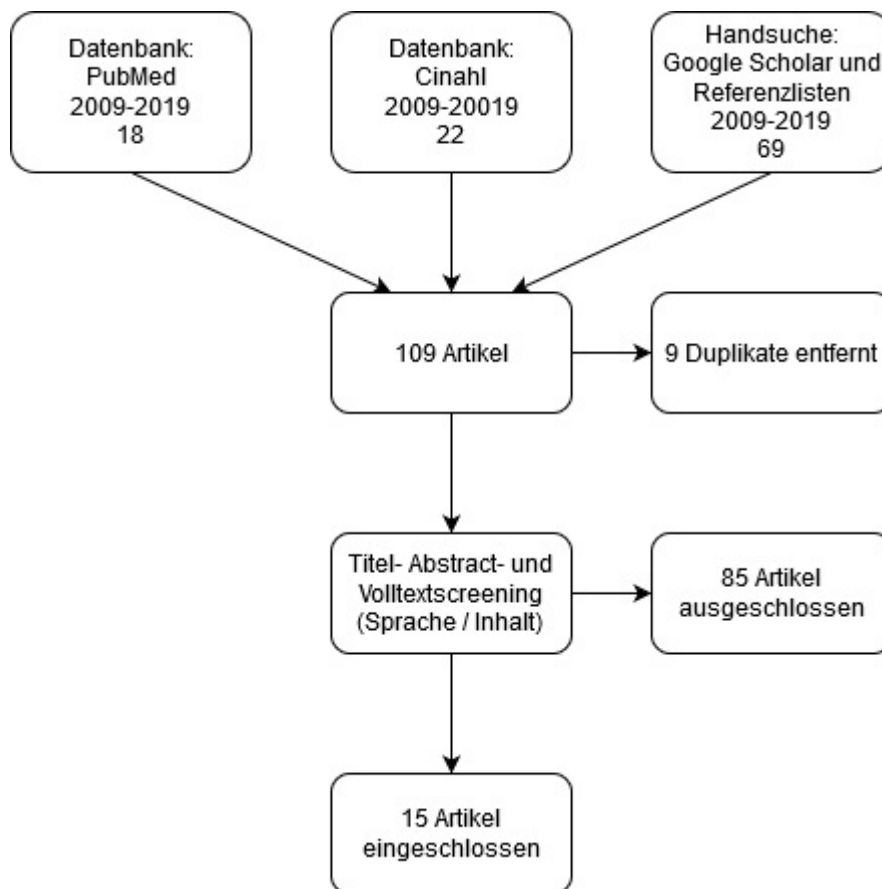 Datenbank:
PubMed
2009-2019
18
Datenbank:
Cinahl
2009-20019
22
Handsuche:
Google Scholar und
Referenzlisten
2009-2019
69
109 Artikel
9 Duplikate entfernt
Titel- Abstract- und
Volltextscreening
(Sprache / Inhalt)
85 Artikel
ausgeschlossen
15 Artikel
eingeschlossen